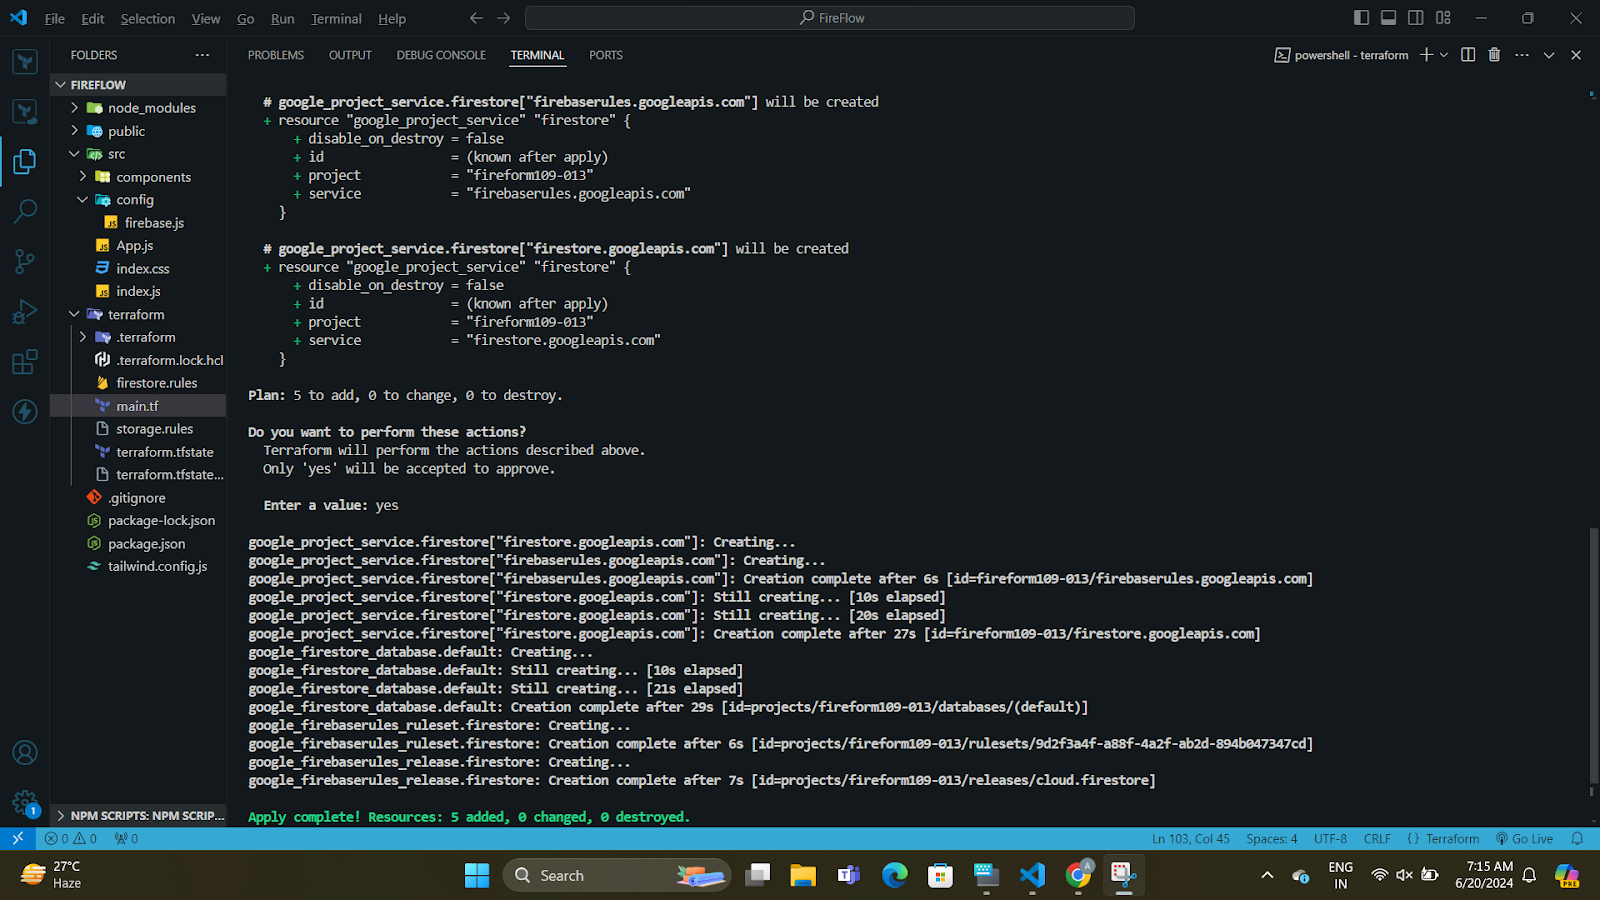 File Edit Selection View Go Run Terminal Help
FireFlow
FOLDERS
PROBLEMS OUTPUT DEBUG CONSOLE TERMINAL PORTS
powershell - terraform
FIREFLOW
node_modules
public
src
components
config
firebase.js
App.js
index.css
index.js
terraform
.terraform
.terraform.lock.hcl
firestore.rules
main.tf
storage.rules
terraform.tfstate
terraform.tfstate...
.gitignore
package-lock.json
package.json
tailwind.config.js
NPM SCRIPTS: NPM SCRIP...
# google_project_service.firestore["firebaserules.googleapis.com"] will be created
+ resource "google_project_service" "firestore" {
+ disable_on_destroy = false
+ id = (known after apply)
+ project = "fireform109-013"
+ service = "firebaserules.googleapis.com"
}
# google_project_service.firestore["firestore.googleapis.com"] will be created
+ resource "google_project_service" "firestore" {
+ disable_on_destroy = false
+ id = (known after apply)
+ project = "fireform109-013"
+ service = "firestore.googleapis.com"
}
Plan: 5 to add, 0 to change, 0 to destroy.
Do you want to perform these actions?
Terraform will perform the actions described above.
Only 'yes' will be accepted to approve.
Enter a value: yes
google_project_service.firestore["firestore.googleapis.com"]: Creating...
google_project_service.firestore["firebaserules.googleapis.com"]: Creating...
google_project_service.firestore["firebaserules.googleapis.com"]: Creation complete after 6s [id=fireform109-013/firebaserules.googleapis.com]
google_project_service.firestore["firestore.googleapis.com"]: Still creating... [10s elapsed]
google_project_service.firestore["firestore.googleapis.com"]: Still creating... [20s elapsed]
google_project_service.firestore["firestore.googleapis.com"]: Creation complete after 27s [id=fireform109-013/firestore.googleapis.com]
google_firestore_database.default: Creating...
google_firestore_database.default: Still creating... [10s elapsed]
google_firestore_database.default: Still creating... [21s elapsed]
google_firestore_database.default: Creation complete after 29s [id=projects/fireform109-013/databases/(default)]
google_firebaserules_ruleset.firestore: Creating...
google_firebaserules_ruleset.firestore: Creation complete after 6s [id=projects/fireform109-013/rulesets/9d2f3a4f-a88f-4a2f-ab2d-894b047347cd]
google_firebaserules_release.firestore: Creating...
google_firebaserules_release.firestore: Creation complete after 7s [id=projects/fireform109-013/releases/cloud.firestore]
Apply complete! Resources: 5 added, 0 changed, 0 destroyed.
1
0 0 0
Ln 103, Col 45 Spaces: 4 UTF-8 CRLF {} Terraform Go Live
27°C
Haze
Search
A
ENG
IN
7:15 AM
6/20/2024
PRE